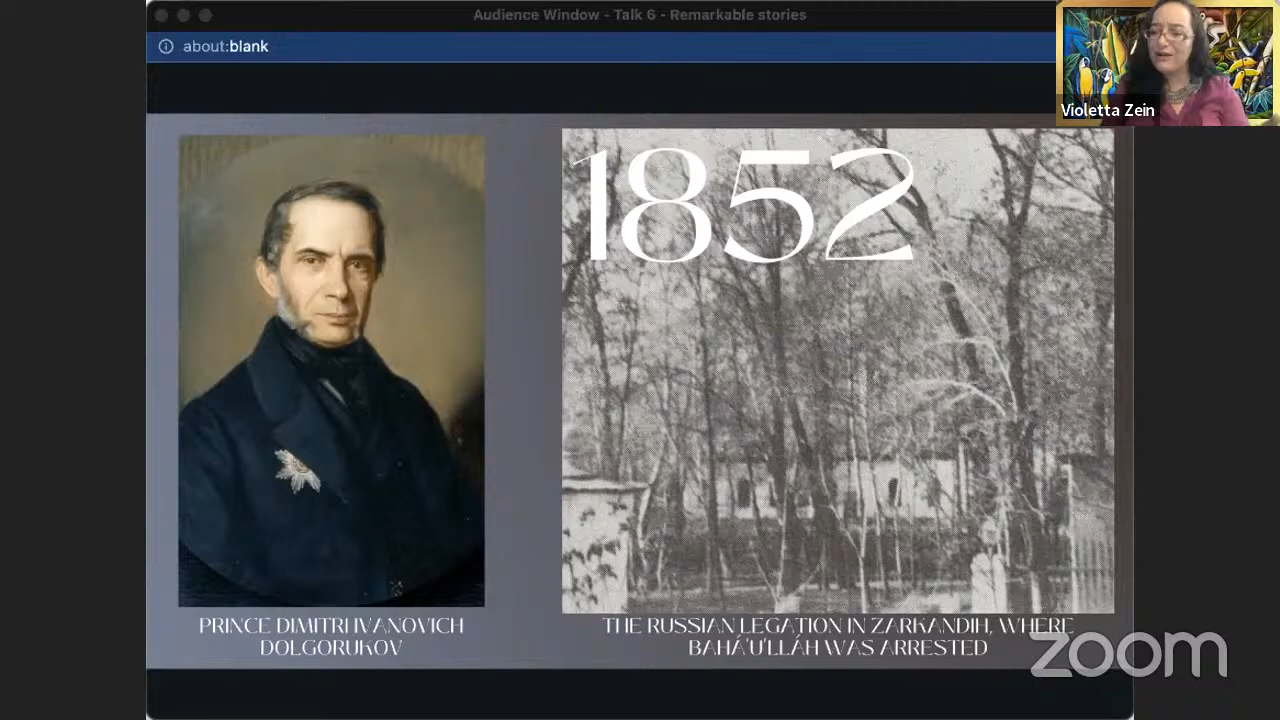 Audience Window - Talk 6 - Remarkable stories
about:blank
Violetta Zein
1852
PRINCE DIMITRI IVANOVICH
DOLGORUKOV
THE RUSSIAN LEGATION IN ZARKANDIH, WHERE
BAHÁ'U'LLÁH WAS ARRESTED
zoom